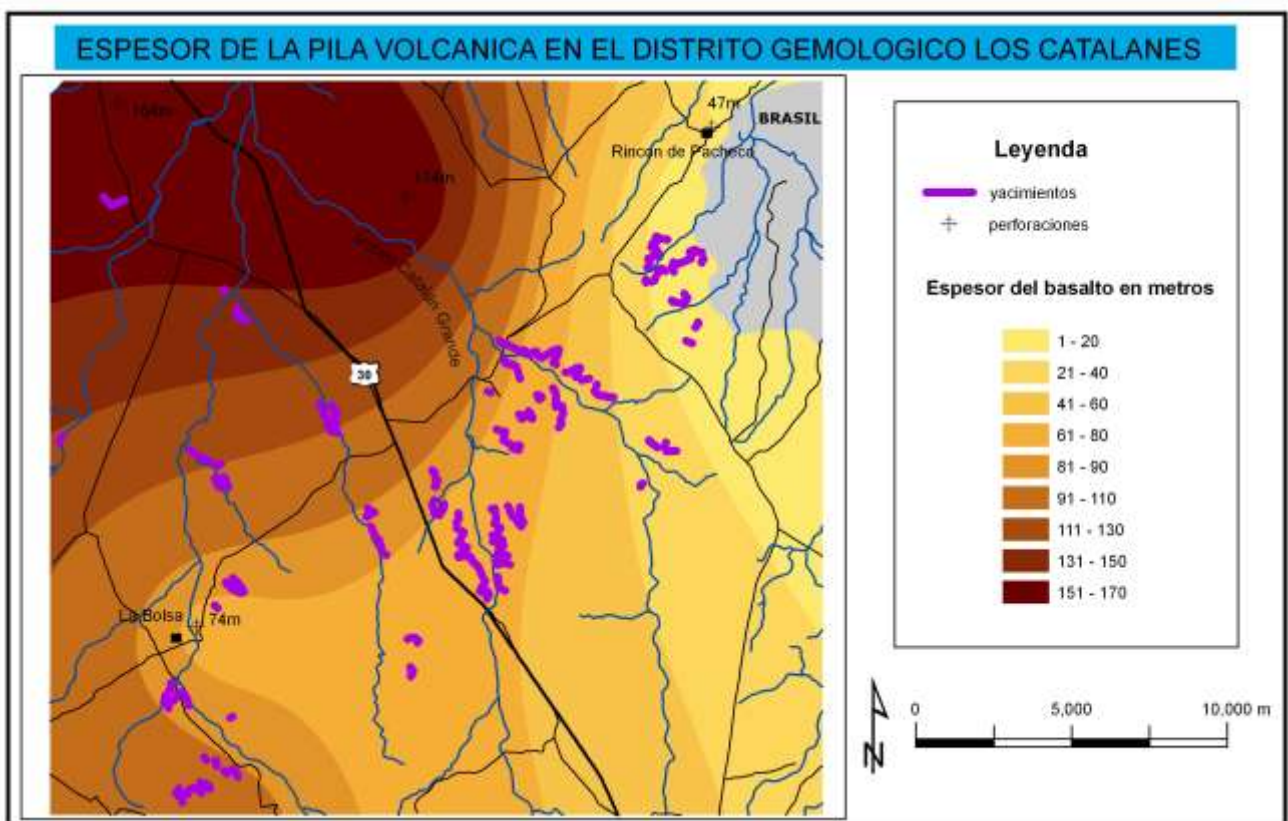 ESPESOR DE LA PILA VOLCANICA EN EL DISTRITO GEMOLOGICO LOS CATALANES
47m
BRASIL
Rincon de Pacheco
Catalan Grande
30
La Bolsa
74m
Leyenda
yacimientos
perforaciones
Espesor del basalto en metros
1 - 20
21 - 40
41 - 60
61 - 80
81 - 90
91 - 110
111 - 130
131 - 150
151 - 170
0
5,000
10,000 m
N